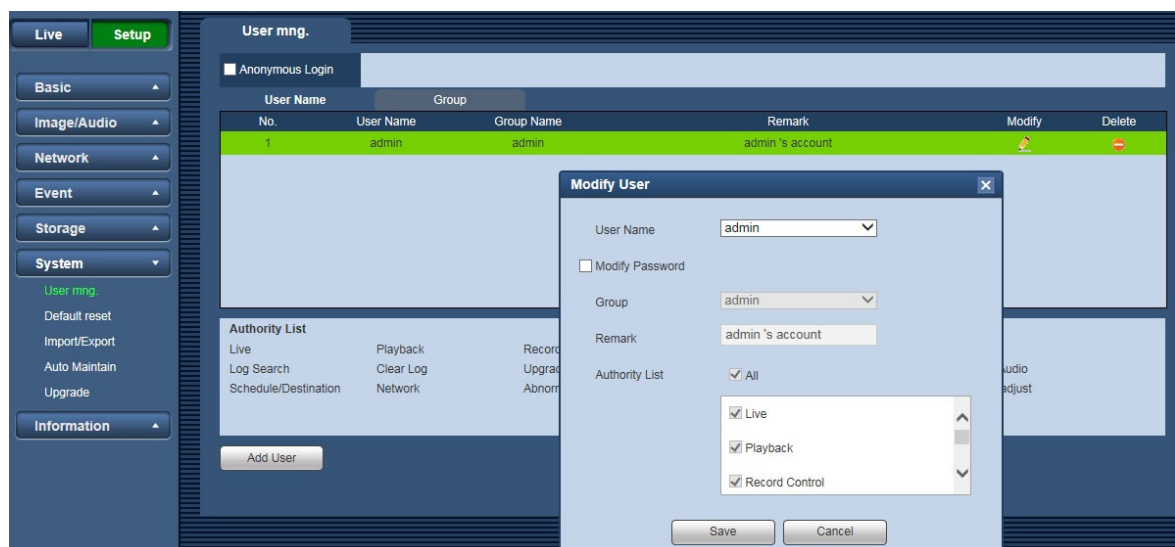 Live Setup
Basic
Image/Audio
Network
Event
Storage
System
User mng.
Default reset
Import/Export
Auto Maintain
Upgrade
Information
User mng.
Anonymous Login
User Name Group
No. User Name Group Name Remark Modify Delete
1 admin admin admin 's account
Authority List
Live Playback
Log Search Clear Log
Schedule/Destination Network
Add User
Modify User
User Name admin
Modify Password
Group admin
Remark admin 's account
Authority List All
Live
Playback
Record Control
Save Cancel